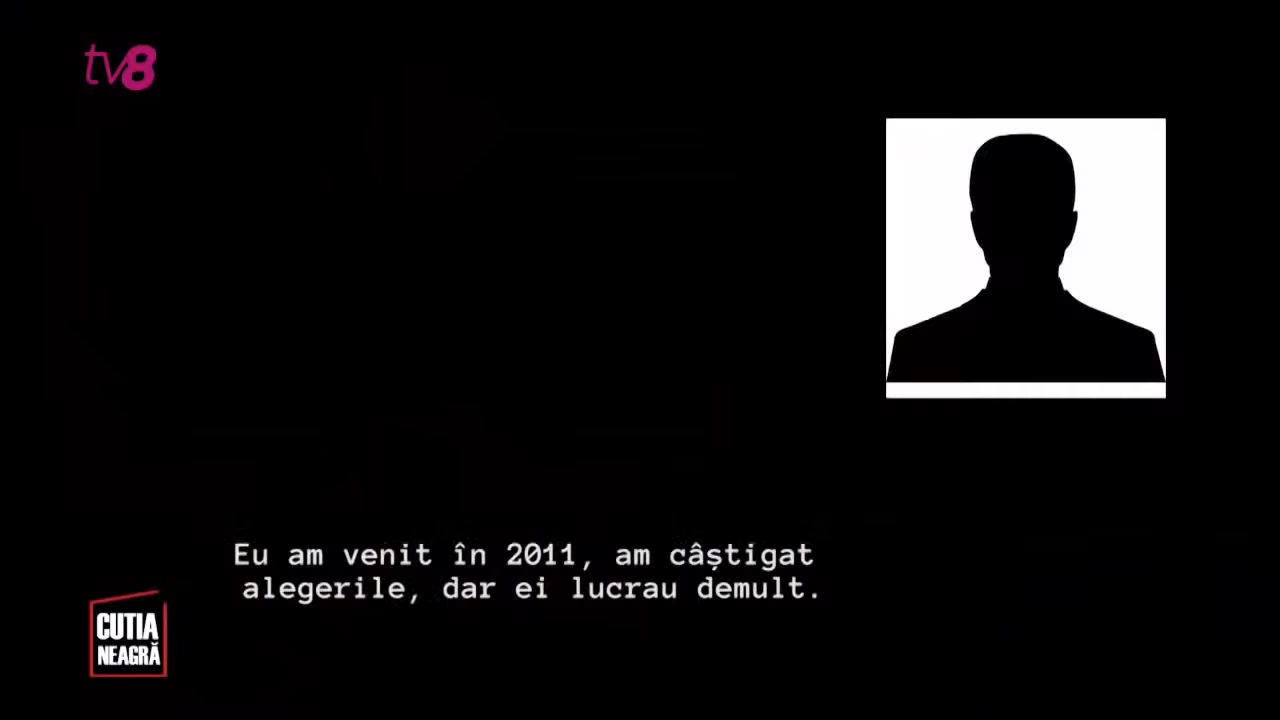 tv8
Eu am venit în 2011, am câștigat
alegerile, dar ei lucrau demult.
CUTIA
NEAGRĂ